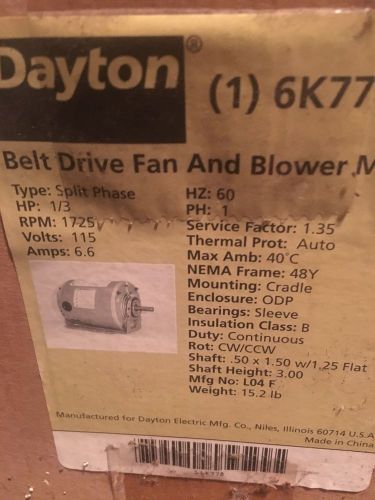 Dayton®
(1) 6K77
Belt Drive Fan And Blower M
Type: Split Phase
HP: 1/3
RPM: 1725
Volts: 115
Amps: 6.6
HZ: 60
PH: 1
Service Factor: 1.35
Thermal Prot: Auto
Max Amb: 40°C
NEMA Frame: 48Y
Mounting: Cradle
Enclosure: ODP
Bearings: Sleeve
Insulation Class: B
Duty: Continuous
Rot: CW/CCW
Shaft: .50 x 1.50 w/1.25 Flat
Shaft Height: 3.00
Mfg No: L04 F
Weight: 15.2 lb
Manufactured for Dayton Electric Mfg. Co., Niles, Illinois 60714 U.S.A
Made in China